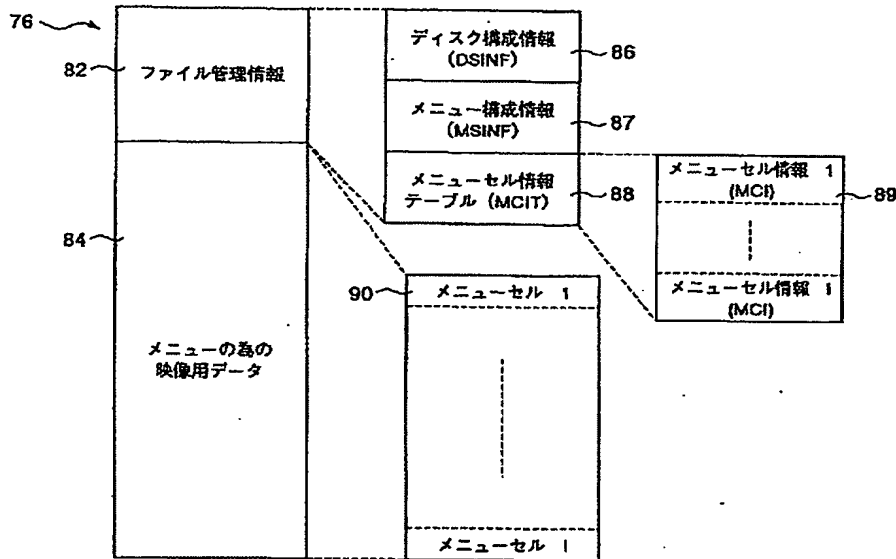 76
82
ファイル管理情報
84
メニューの為の
映像用データ
ディスク構成情報
(DSINF)
86
メニュー構成情報
(MSINF)
87
メニューセル情報
テーブル (MCIT)
88
メニューセル情報 1
(MCI)
89
メニューセル情報 I
(MCI)
90
メニューセル 1
メニューセル I